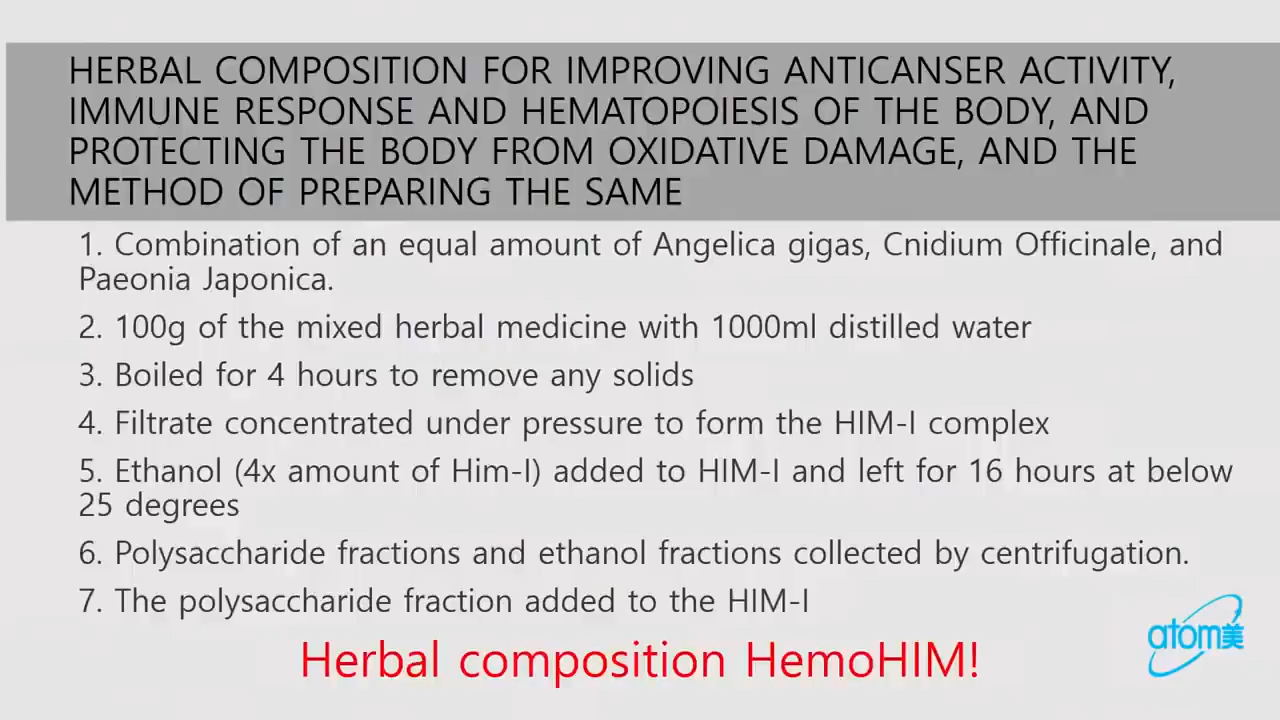 HERBAL COMPOSITION FOR IMPROVING ANTICANSER ACTIVITY,
IMMUNE RESPONSE AND HEMATOPOIESIS OF THE BODY, AND
PROTECTING THE BODY FROM OXIDATIVE DAMAGE, AND THE
METHOD OF PREPARING THE SAME
1. Combination of an equal amount of Angelica gigas, Cnidium Officinale, and
Paeonia Japonica.
2. 100g of the mixed herbal medicine with 1000ml distilled water
3. Boiled for 4 hours to remove any solids
4. Filtrate concentrated under pressure to form the HIM-I complex
5. Ethanol (4x amount of Him-I) added to HIM-I and left for 16 hours at below
25 degrees
6. Polysaccharide fractions and ethanol fractions collected by centrifugation.
7. The polysaccharide fraction added to the HIM-I
Herbal composition HemoHIM!
atom美